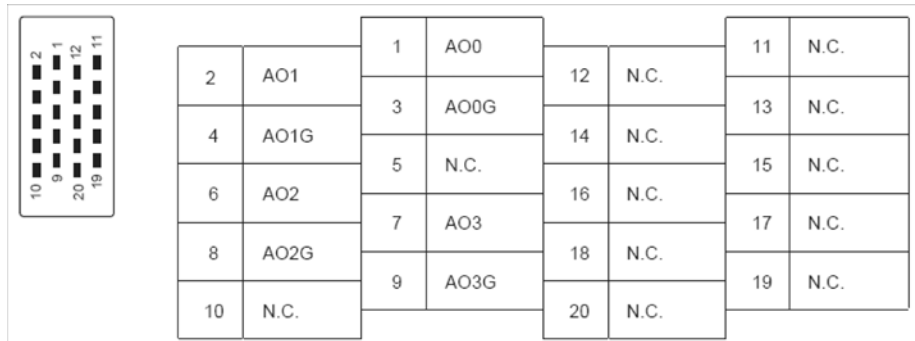 2 1 12 11
10 9 20 19
1 AO0 11 N.C.
2 AO1 12 N.C.
3 AO0G 13 N.C.
4 AO1G 14 N.C.
5 N.C. 15 N.C.
6 AO2 16 N.C.
7 AO3 17 N.C.
8 AO2G 18 N.C.
9 AO3G 19 N.C.
10 N.C. 20 N.C.